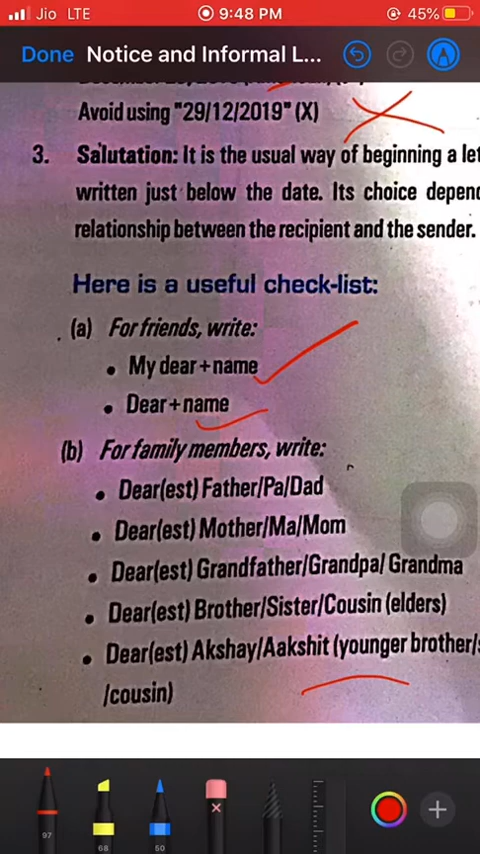 Jio LTE 9:48 PM 45%
Done Notice and Informal L...
Avoid using "29/12/2019" (X)
3. Salutation: It is the usual way of beginning a let
written just below the date. Its choice depend
relationship between the recipient and the sender.
Here is a useful check-list:
(a) For friends, write:
• My dear+name
• Dear+name
(b) For family members, write:
• Dear(est) Father/Pa/Dad
• Dear(est) Mother/Ma/Mom
• Dear(est) Grandfather/Grandpa/ Grandma
• Dear(est) Brother/Sister/Cousin (elders)
• Dear(est) Akshay/Aakshit (younger brother/s
/cousin)
97 68 50